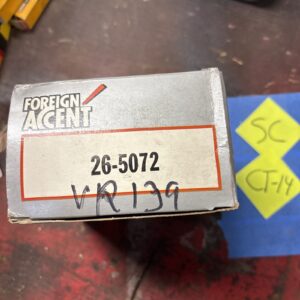 FOREIGN
ACCENT
26-5072
VR139
SC
CT-14